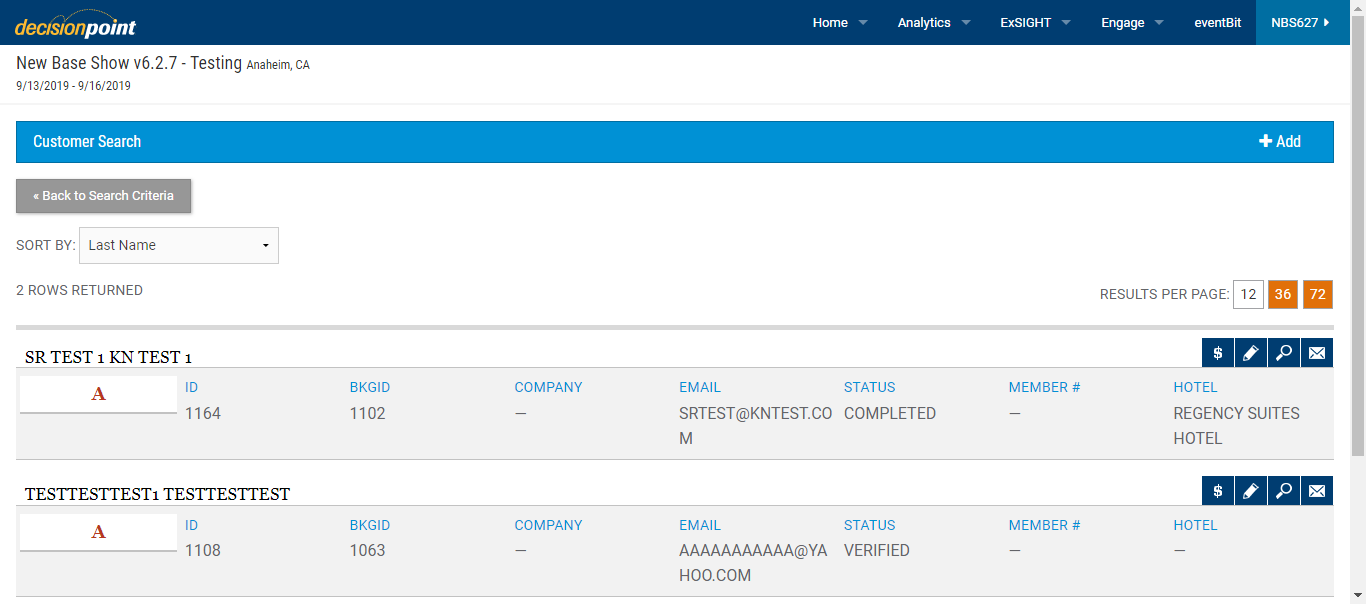 decisionpoint Home Analytics ExSIGHT Engage eventBit NBS627
New Base Show v6.2.7 - Testing Anaheim, CA
9/13/2019 - 9/16/2019
Customer Search Add
« Back to Search Criteria
SORT BY: Last Name
2 ROWS RETURNED RESULTS PER PAGE: 12 36 72
SR TEST 1 KN TEST 1 $
A ID BKGID COMPANY EMAIL STATUS MEMBER # HOTEL
1164 1102 — SRTEST@KNTEST.CO COMPLETED — REGENCY SUITES
M HOTEL
TESTTESTTEST1 TESTTESTTEST $
A ID BKGID COMPANY EMAIL STATUS MEMBER # HOTEL
1108 1063 — AAAAAAAAAAA@YA VERIFIED — —
HOO.COM